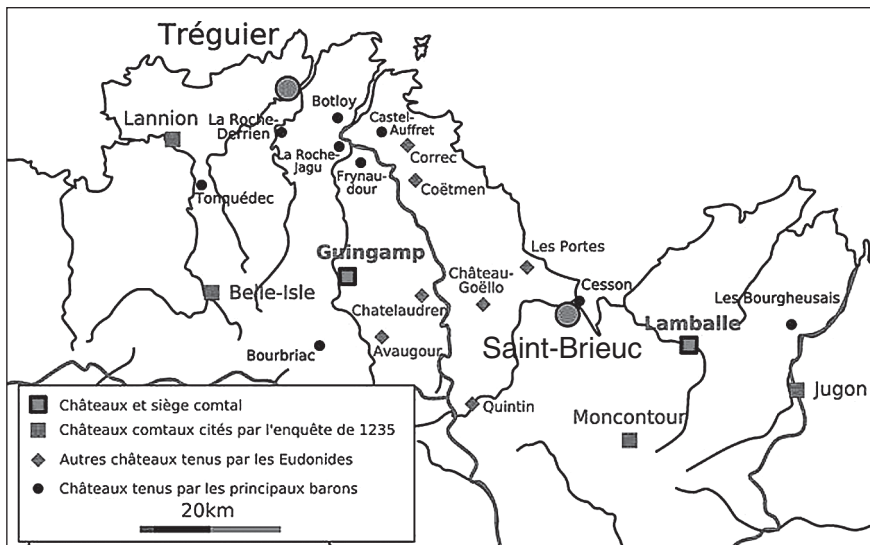 Tréguier
Botloy
Lannion
La Roche-
Derrien
Castel-
Auffret
La Roche-
Jagu
Correc
Frynau-
dour
Coëtmen
Tonquédec
Guingamp
Les Portes
Château-
Goëllo
Cesson
Belle-Isle
Chatelaudren
Les Bourgheusais
Lamballe
Bourbriac
Avaugour
Saint-Brieuc
Jugon
Quintin
Moncontour
Châteaux et siège comtal
Châteaux comtaux cités par l'enquête de 1235
Autres châteaux tenus par les Eudonides
Châteaux tenus par les principaux barons
20km